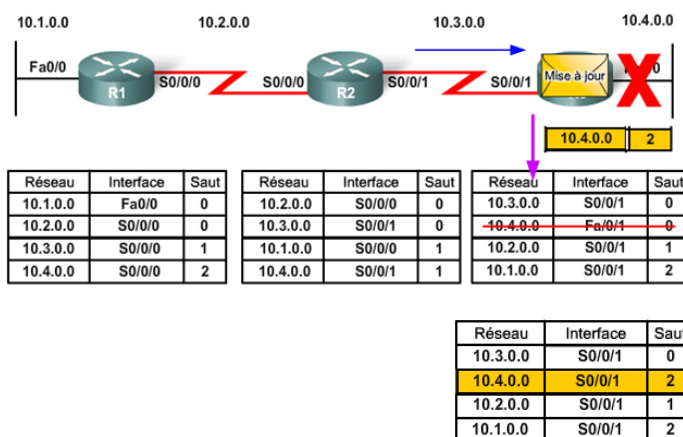 10.1.0.0 10.2.0.0 10.3.0.0 10.4.0.0
Fa0/0 S0/0/0 S0/0/0 S0/0/1 S0/0/1 Mise à jour
R1 R2
10.4.0.0 2
Réseau Interface Saut
10.1.0.0 Fa0/0 0
10.2.0.0 S0/0/0 0
10.3.0.0 S0/0/0 1
10.4.0.0 S0/0/0 2
Réseau Interface Saut
10.2.0.0 S0/0/0 0
10.3.0.0 S0/0/1 0
10.1.0.0 S0/0/0 1
10.4.0.0 S0/0/1 1
Réseau Interface Saut
10.3.0.0 S0/0/1 0
10.4.0.0 Fa0/1 0
10.2.0.0 S0/0/1 1
10.1.0.0 S0/0/1 2
Réseau Interface Saut
10.3.0.0 S0/0/1 0
10.4.0.0 S0/0/1 2
10.2.0.0 S0/0/1 1
10.1.0.0 S0/0/1 2